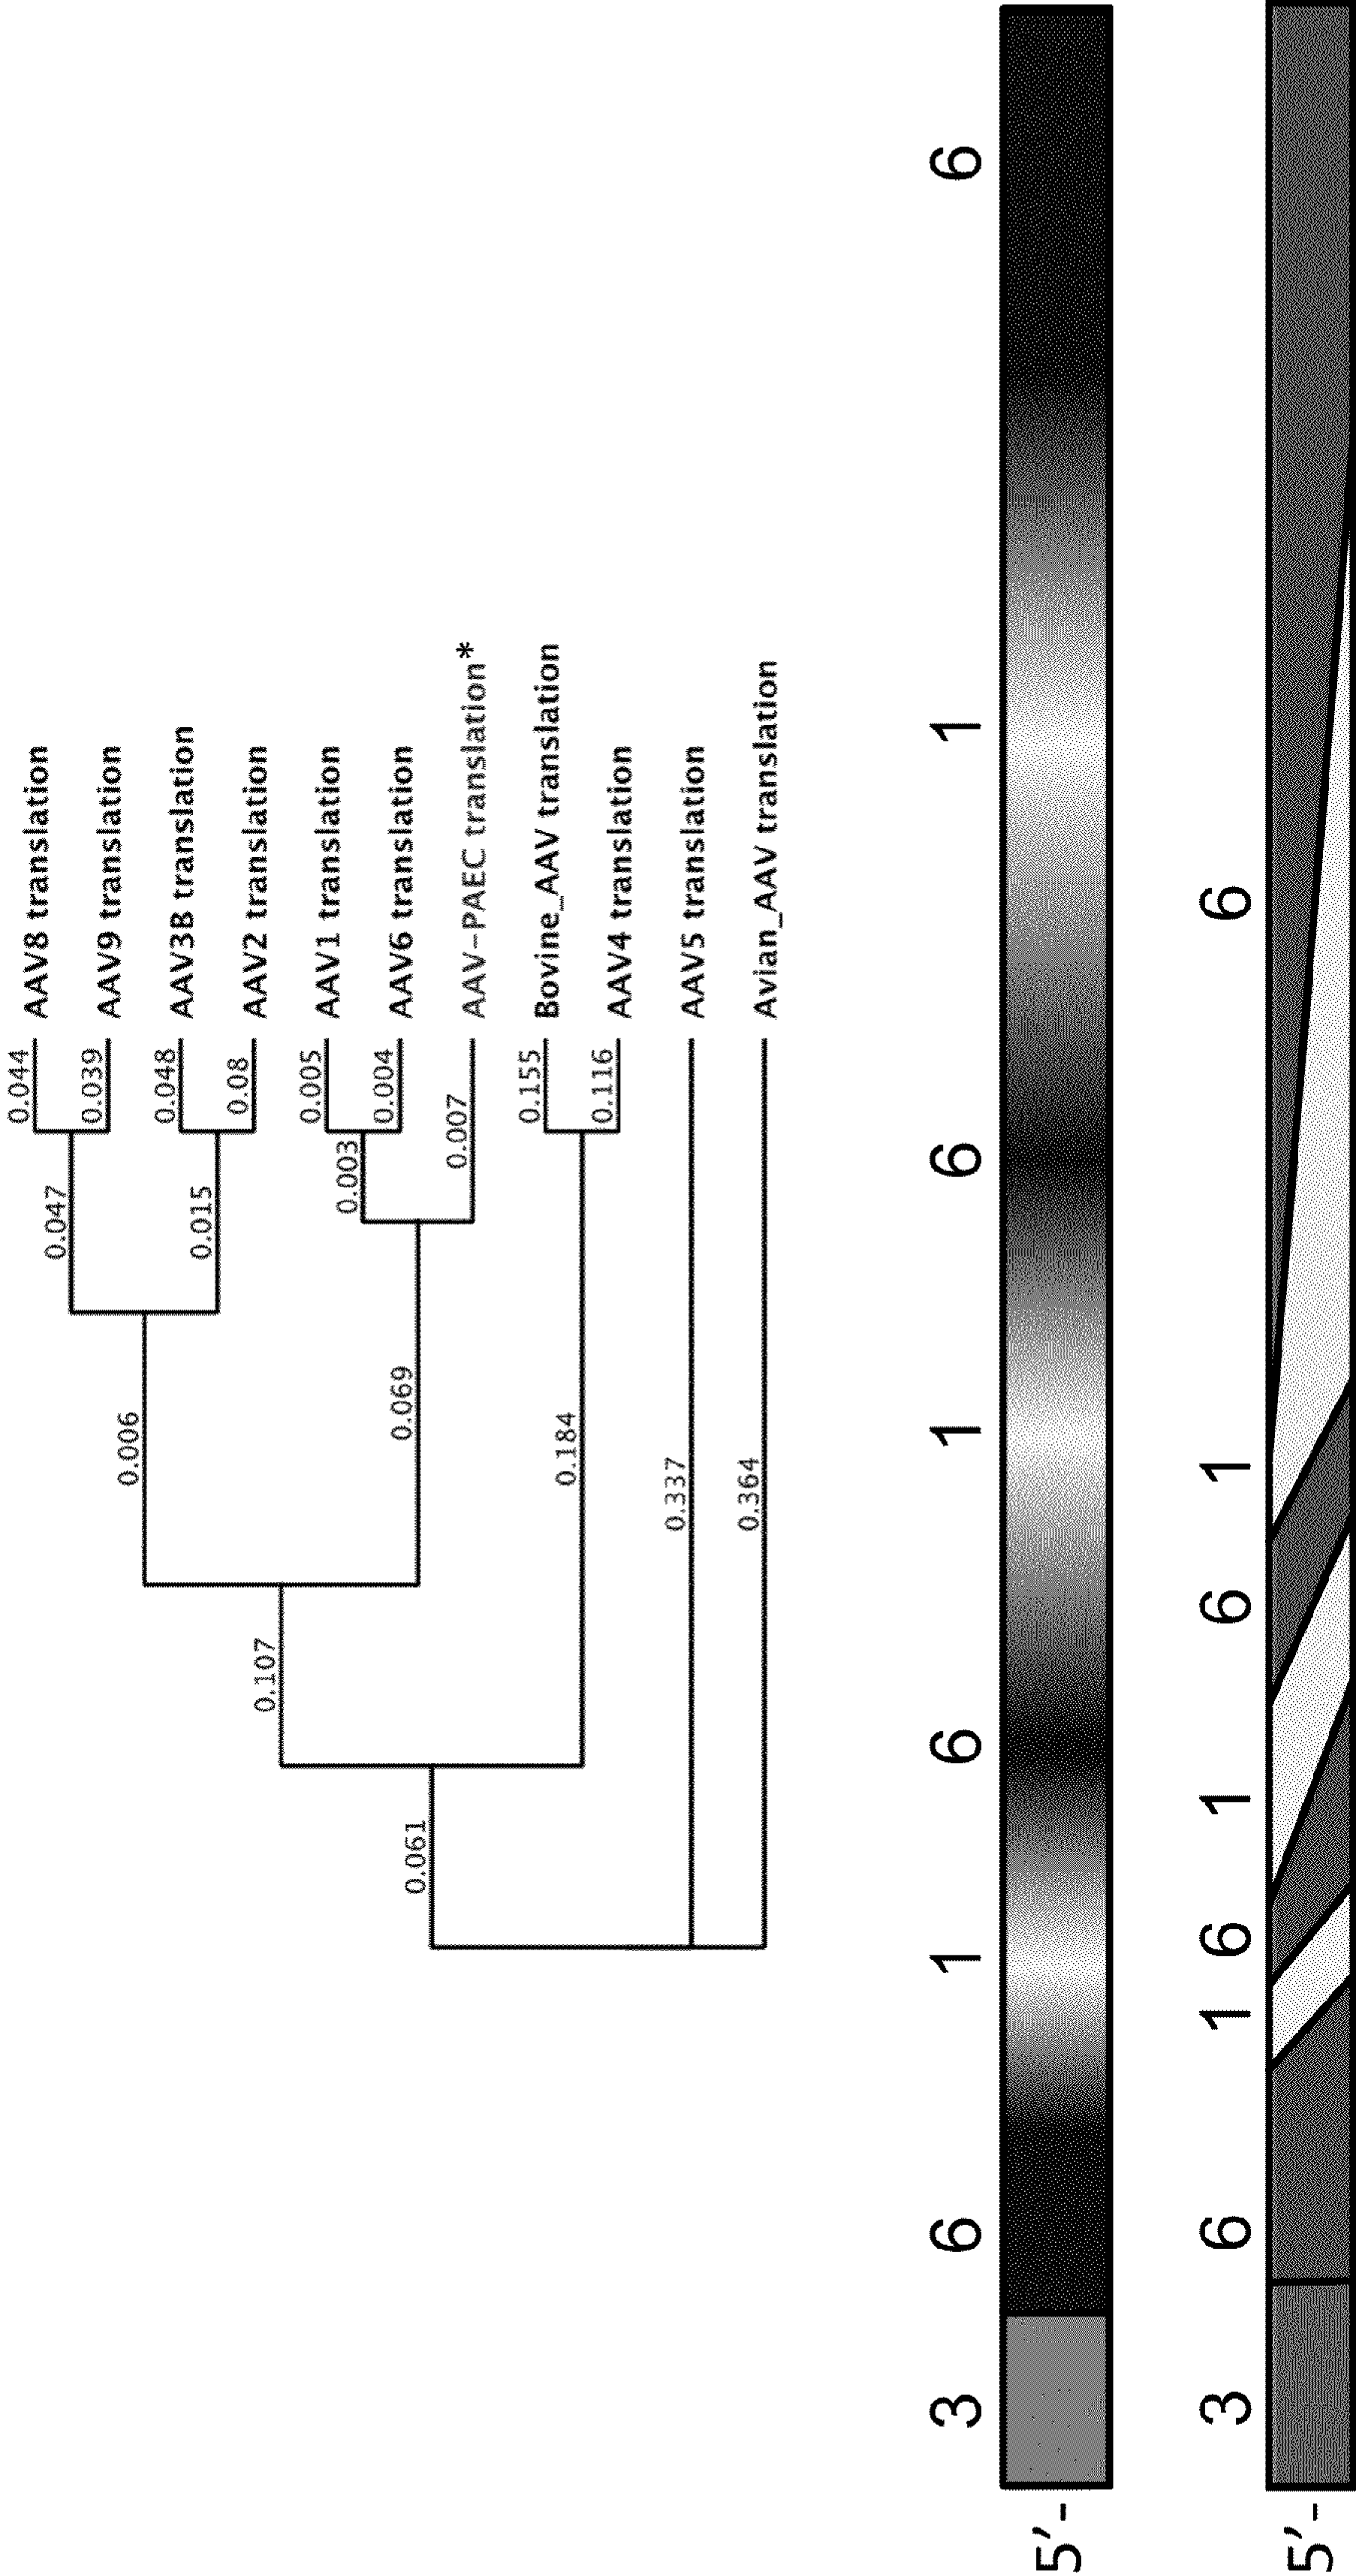 0.044 AAV8 translation
0.047
0.039 AAV9 translation
0.006
0.048 AAV3B translation
0.015
0.08 AAV2 translation
0.107
0.005 AAV1 translation
0.003
0.004 AAV6 translation
0.069
0.061
0.007 AAV-PAEC translation*
0.155 Bovine_AAV translation
0.184
0.116 AAV4 translation
0.337 AAV5 translation
0.364 Avian_AAV translation
3 6 1 6 1 6 1 6
5’-
3 6 1 6 1 6 1 6
5’-